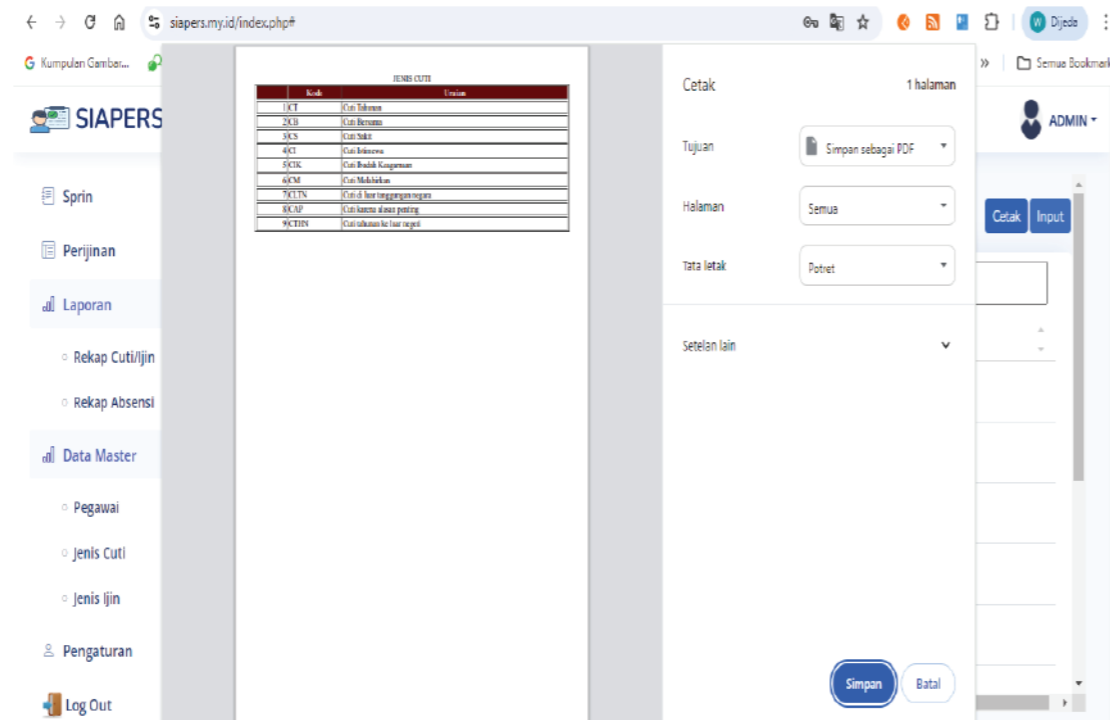 siapers.my.id/index.php#
Dijeda
Kumpulan Gambar...
»
Semua Bookmark
SIAPERS
ADMIN
Sprin
Perijinan
Laporan
Rekap Cuti/Ijin
Rekap Absensi
Data Master
Pegawai
Jenis Cuti
Jenis Ijin
Pengaturan
Log Out
JENIS CUTI
Kode Uraian
1 CT Cuti Tahunan
2 CB Cuti Bersama
3 CS Cuti Sakit
4 CI Cuti Istimewa
5 CIK Cuti Ibadah Keagamaan
6 CM Cuti Melahirkan
7 CLTN Cuti di luar tanggungan negara
8 CAP Cuti karena alasan penting
9 CTHN Cuti tahunan ke luar negeri
Cetak 1 halaman
Tujuan Simpan sebagai PDF
Halaman Semua
Tata letak Potret
Setelan lain
Simpan Batal
Cetak Input